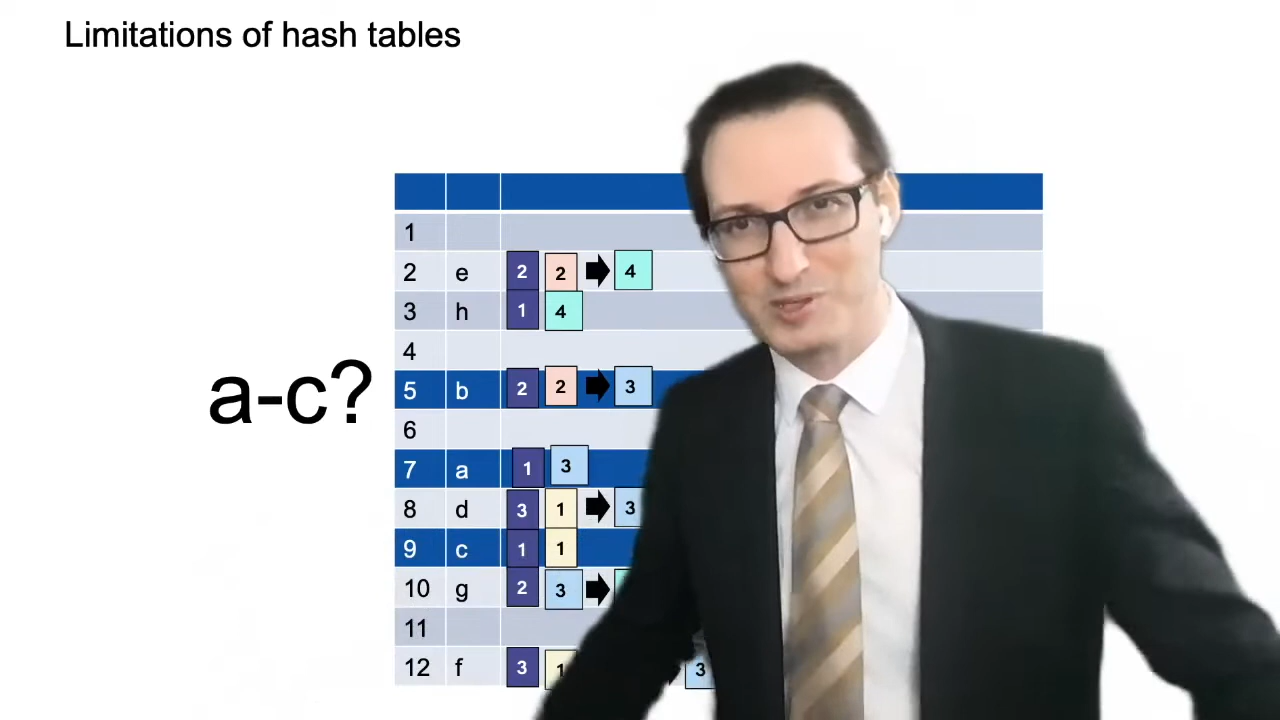 Limitations of hash tables
a-c?
1
2 e 2 2 4
3 h 1 4
4
5 b 2 2 3
6
7 a 1 3
8 d 3 1 3
9 c 1 1
10 g 2 3
11
12 f 3 1 3